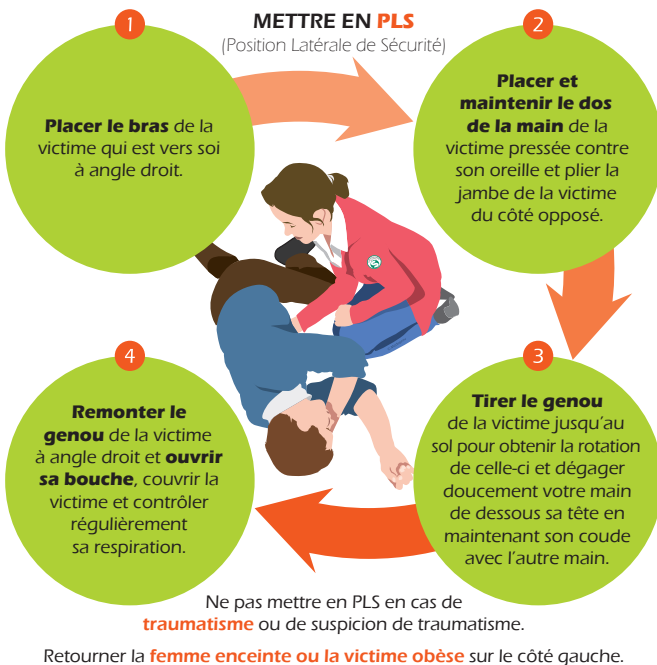 METTRE EN PLS
(Position Latérale de Sécurité)
1
Placer le bras de la
victime qui est vers soi
à angle droit.
2
Placer et
maintenir le dos
de la main de la
victime pressée contre
son oreille et plier la
jambe de la victime
du côté opposé.
3
Tirer le genou
de la victime jusqu'au
sol pour obtenir la rotation
de celle-ci et dégager
doucement votre main
de dessous sa tête en
maintenant son coude
avec l'autre main.
4
Remonter le
genou de la victime
à angle droit et ouvrir
sa bouche, couvrir la
victime et contrôler
régulièrement
sa respiration.
Ne pas mettre en PLS en cas de
traumatisme ou de suspicion de traumatisme.
Retourner la femme enceinte ou la victime obèse sur le côté gauche.